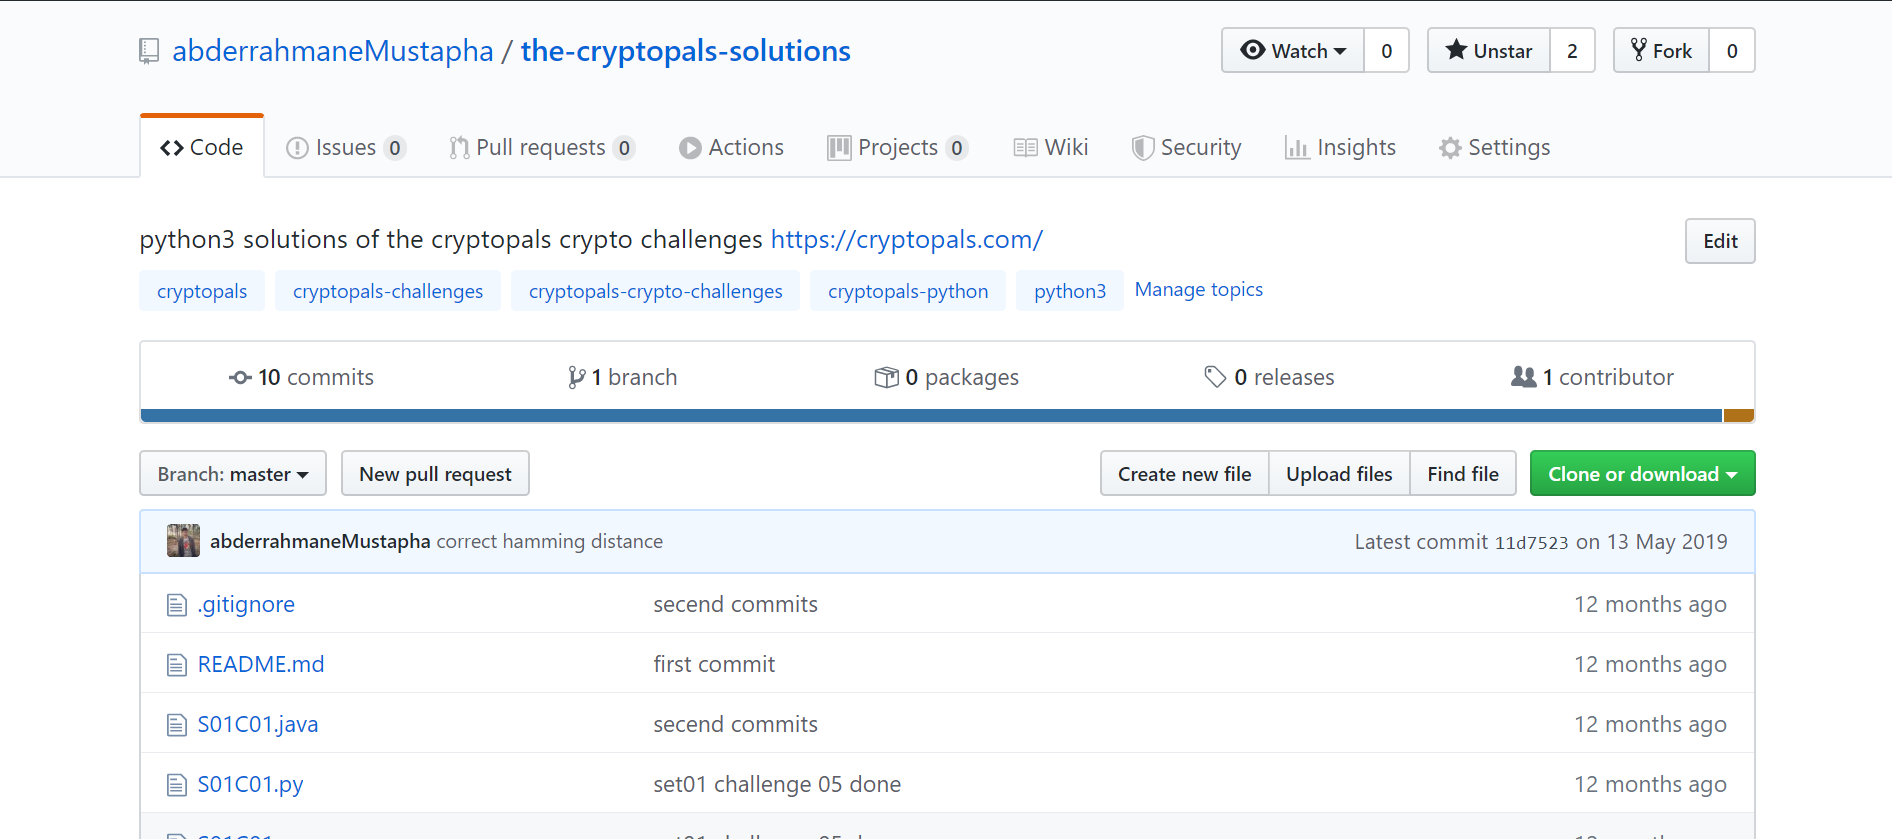 abderrahmaneMustapha / the-cryptopals-solutions
Watch 0 Unstar 2 Fork 0
Code Issues 0 Pull requests 0 Actions Projects 0 Wiki Security Insights Settings
python3 solutions of the cryptopals crypto challenges https://cryptopals.com/
Edit
cryptopals cryptopals-challenges cryptopals-crypto-challenges cryptopals-python python3 Manage topics
10 commits 1 branch 0 packages 0 releases 1 contributor
Branch: master New pull request Create new file Upload files Find file Clone or download
abderrahmaneMustapha correct hamming distance Latest commit 11d7523 on 13 May 2019
.gitignore secend commits 12 months ago
README.md first commit 12 months ago
S01C01.java secend commits 12 months ago
S01C01.py set01 challenge 05 done 12 months ago